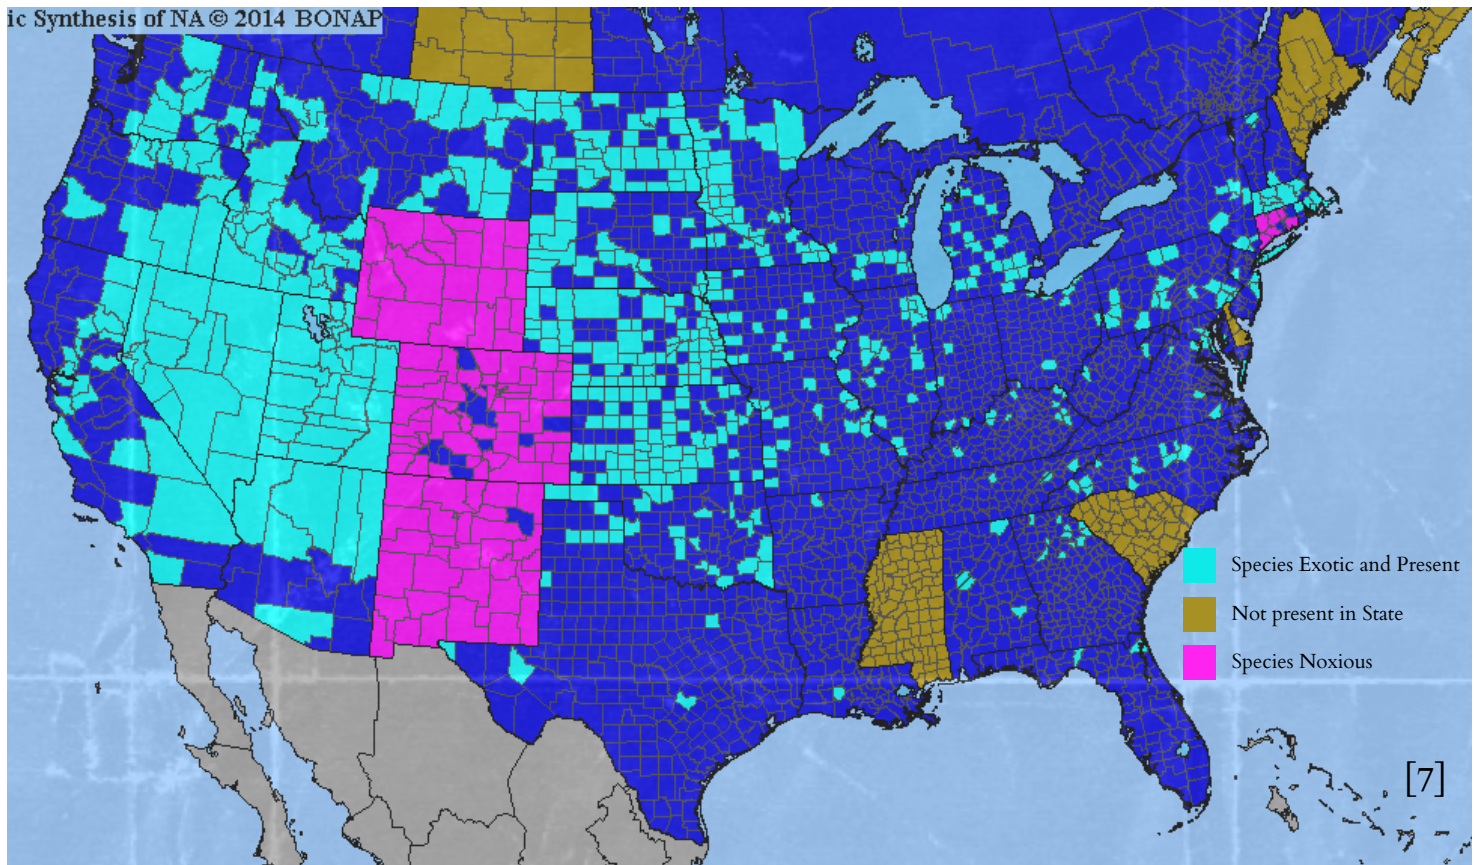 ic Synthesis of NA © 2014 BONAP
Species Exotic and Present
Not present in State
Species Noxious
[7]